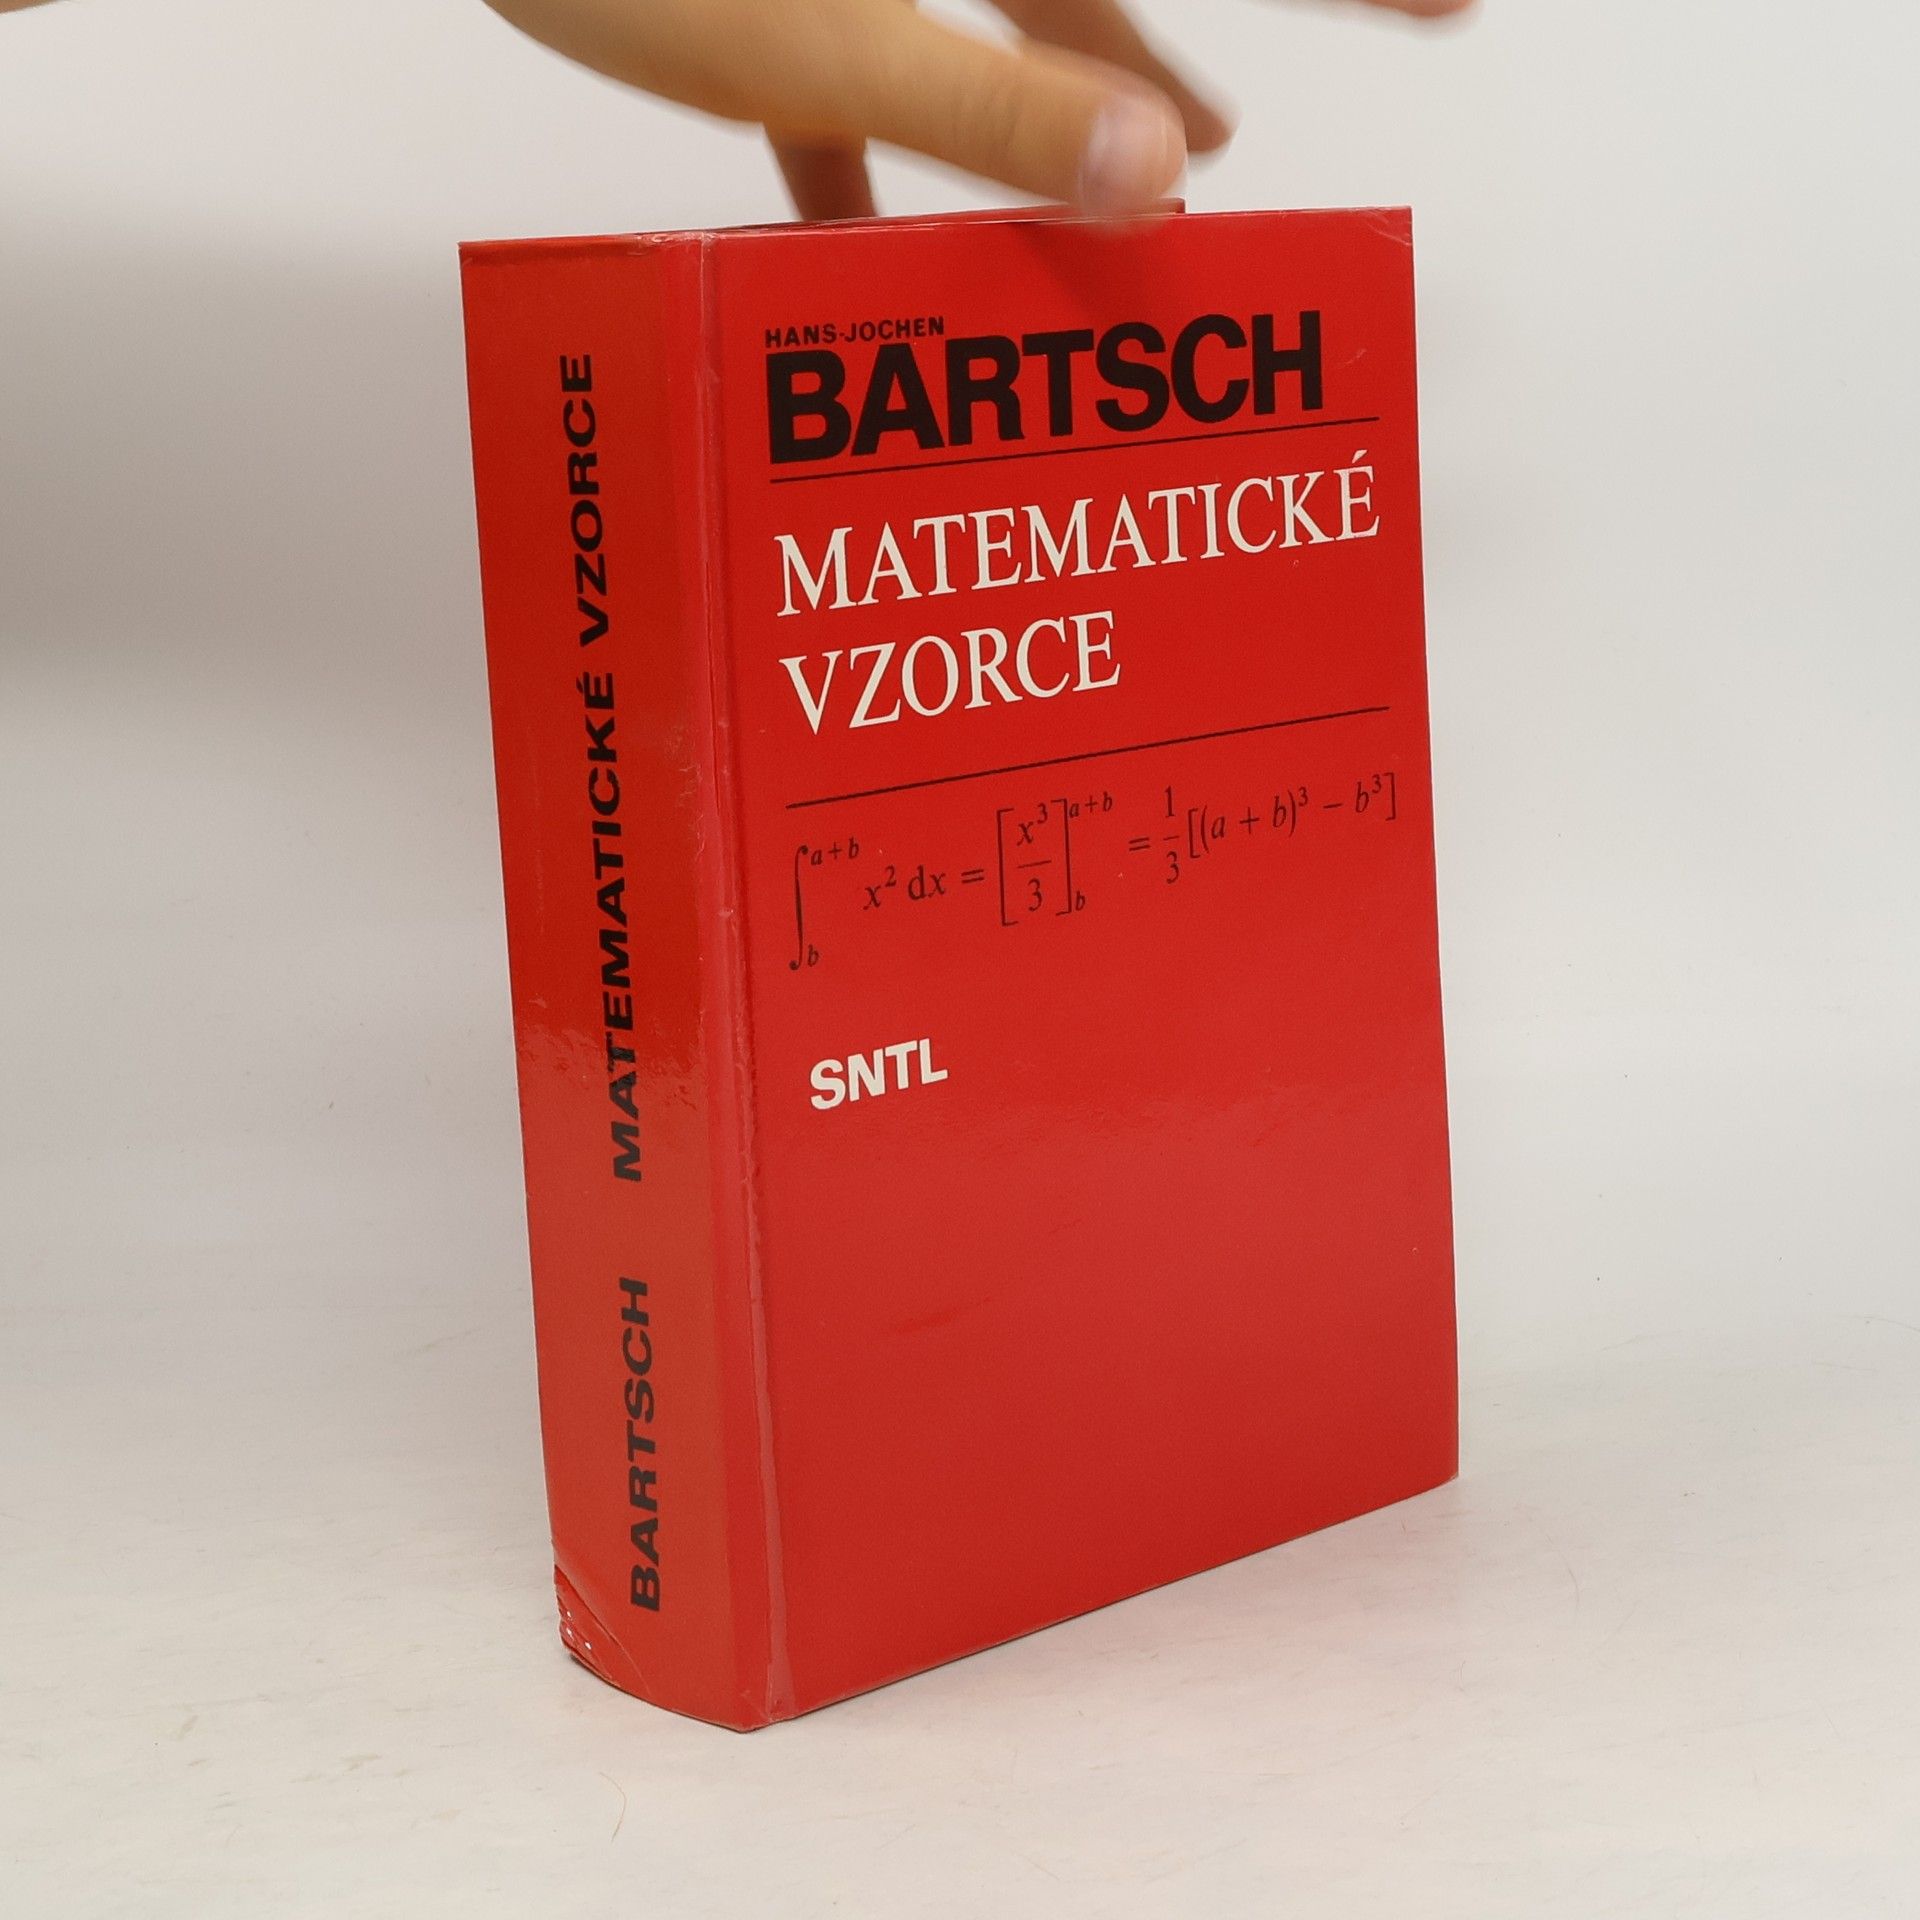 BARTSCH MATEMATICKÉ VZORCE
HANS-JOCHEN
BARTSCH
MATEMATICKÉ
VZORCE
∫_b^{a+b} x² dx = [x³/3]_b^{a+b} = 1/3 [(a + b)³ − b³]
SNTL